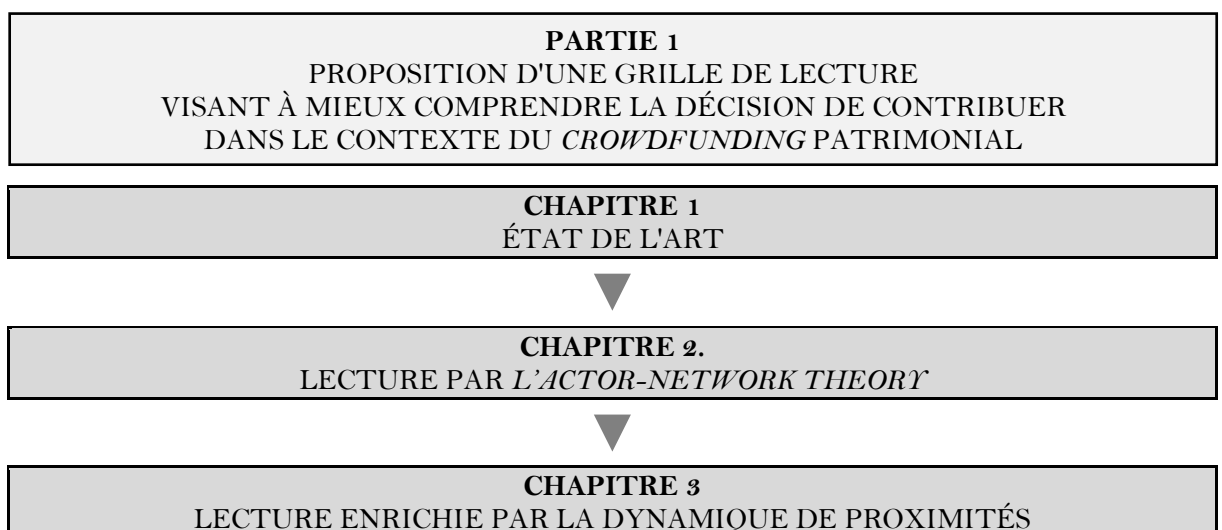 PARTIE 1
PROPOSITION D'UNE GRILLE DE LECTURE
VISANT À MIEUX COMPRENDRE LA DÉCISION DE CONTRIBUER
DANS LE CONTEXTE DU CROWDFUNDING PATRIMONIAL
CHAPITRE 1
ÉTAT DE L'ART
CHAPITRE 2.
LECTURE PAR L’ACTOR-NETWORK THEORY
CHAPITRE 3
LECTURE ENRICHIE PAR LA DYNAMIQUE DE PROXIMITÉS